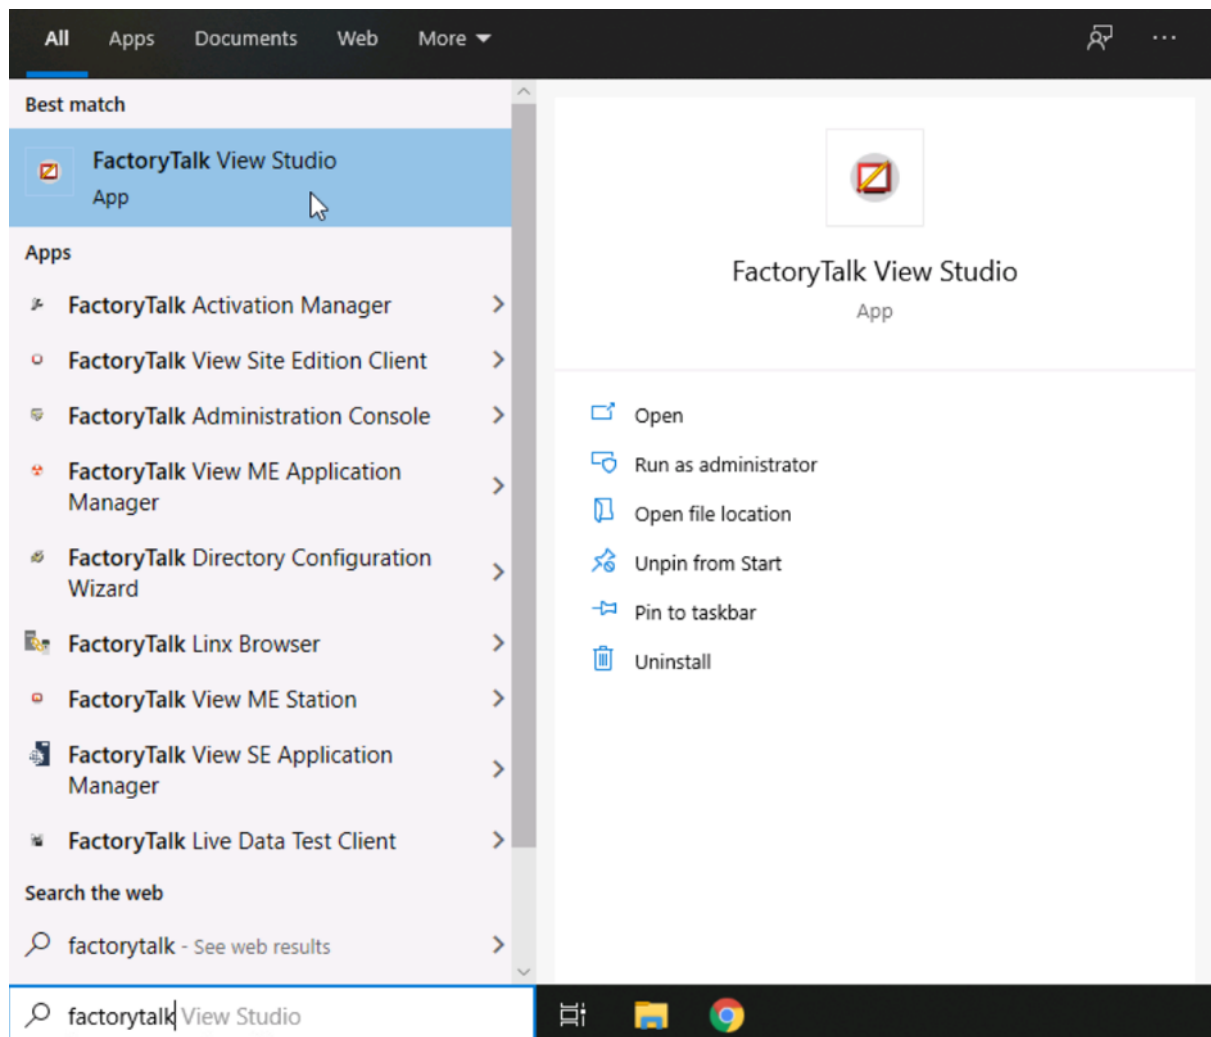 All Apps Documents Web More
Best match
FactoryTalk View Studio
App
Apps
FactoryTalk Activation Manager
FactoryTalk View Site Edition Client
FactoryTalk Administration Console
FactoryTalk View ME Application
Manager
FactoryTalk Directory Configuration
Wizard
FactoryTalk Linx Browser
FactoryTalk View ME Station
FactoryTalk View SE Application
Manager
FactoryTalk Live Data Test Client
Search the web
factorytalk - See web results
factorytalk View Studio
FactoryTalk View Studio
App
Open
Run as administrator
Open file location
Unpin from Start
Pin to taskbar
Uninstall